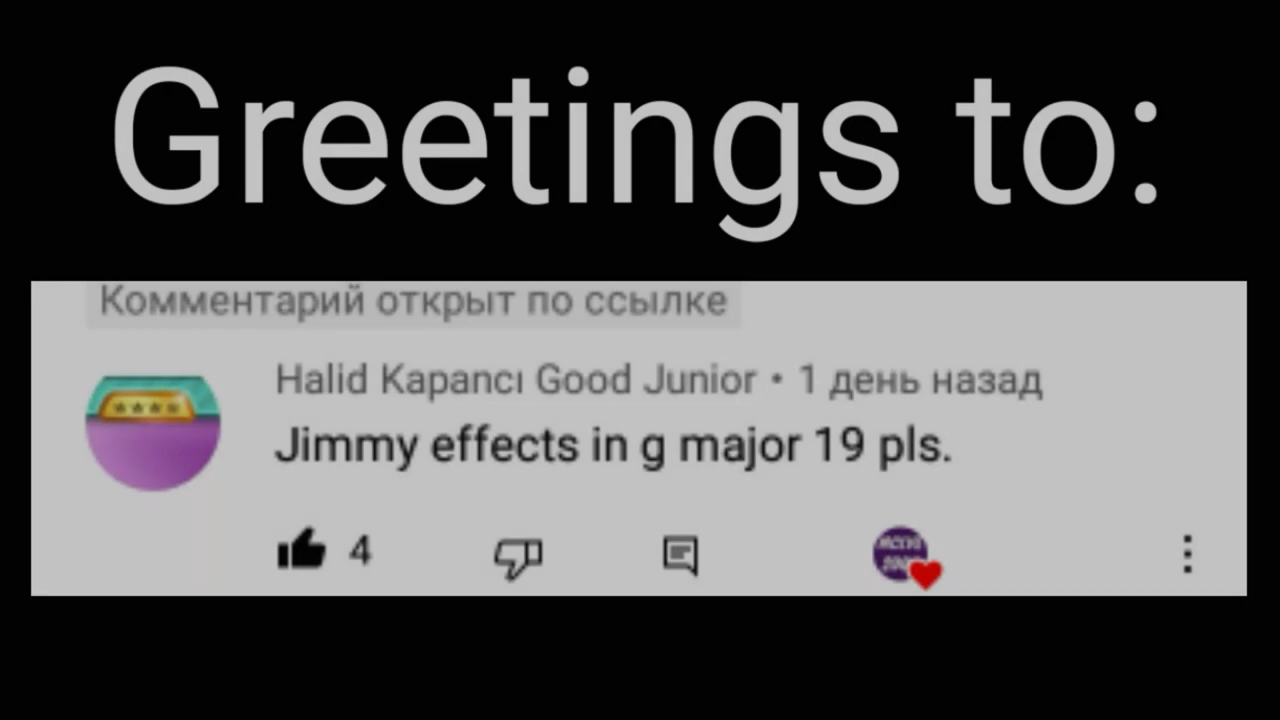 Greetings to:
Комментарий открыт по ссылке
Halid Kapancı Good Junior • 1 день назад
Jimmy effects in g major 19 pls.
4